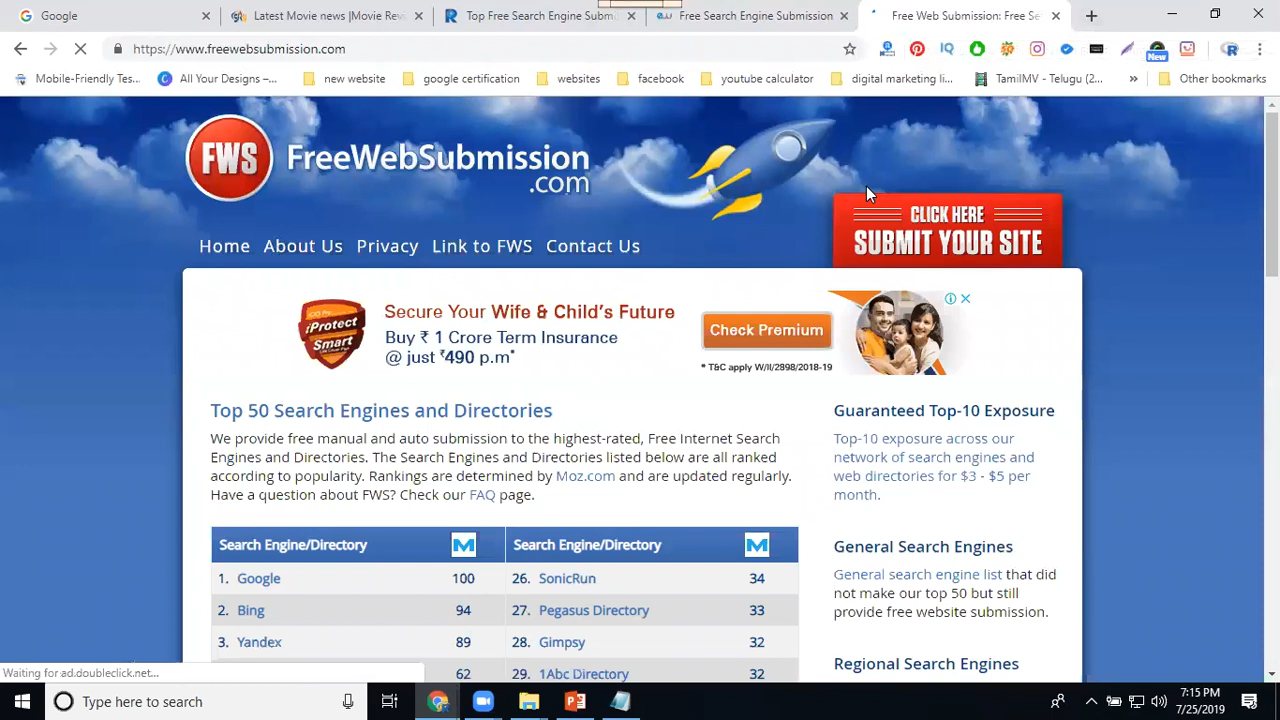 Google
Latest Movie news |Movie Rev
Top Free Search Engine Submi
Free Search Engine Submission
Free Web Submission: Free Se
https://www.freewebsubmission.com
New
Mobile-Friendly Tes...
All Your Designs –...
new website
google certification
websites
facebook
youtube calculator
digital marketing li...
TamilMV - Telugu (2...
»
Other bookmarks
FWS
FreeWebSubmission
.com
CLICK HERE
SUBMIT YOUR SITE
Home
About Us
Privacy
Link to FWS
Contact Us
iProtect
Smart
Secure Your Wife & Child's Future
Buy ₹ 1 Crore Term Insurance
@ just ₹490 p.m*
Check Premium
* T&C apply W/II/2898/2018-19
Top 50 Search Engines and Directories
We provide free manual and auto submission to the highest-rated, Free Internet Search
Engines and Directories. The Search Engines and Directories listed below are all ranked
according to popularity. Rankings are determined by Moz.com and are updated regularly.
Have a question about FWS? Check our FAQ page.
Search Engine/Directory M Search Engine/Directory M
1. Google 100 26. SonicRun 34
2. Bing 94 27. Pegasus Directory 33
3. Yandex 89 28. Gimpsy 32
62 29. 1Abc Directory 32
Guaranteed Top-10 Exposure
Top-10 exposure across our
network of search engines and
web directories for $3 - $5 per
month.
General Search Engines
General search engine list that did
not make our top 50 but still
provide free website submission.
Regional Search Engines
Waiting for ad.doubleclick.net...
Type here to search
7:15 PM
7/25/2019